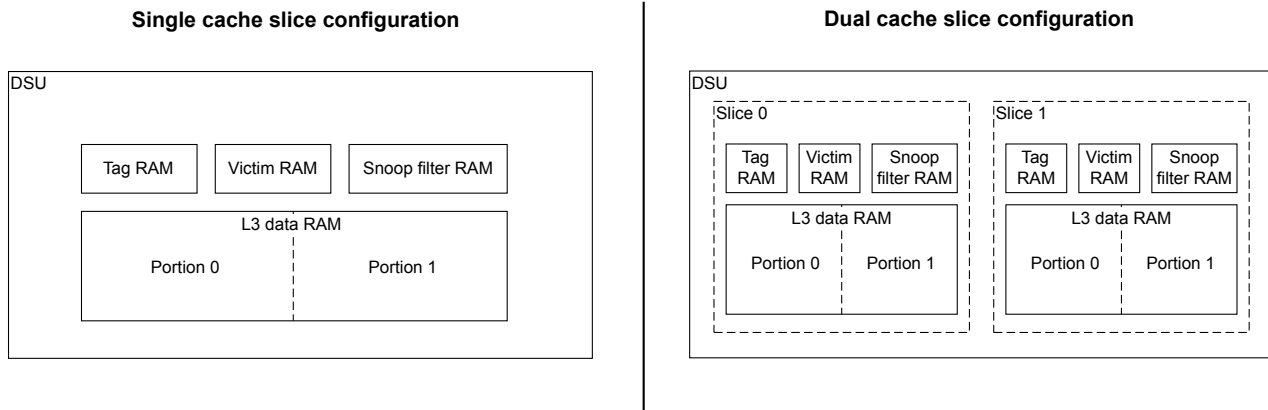 Single cache slice configuration
DSU
Tag RAM
Victim RAM
Snoop filter RAM
L3 data RAM
Portion 0
Portion 1
Dual cache slice configuration
DSU
Slice 0
Tag
RAM
Victim
RAM
Snoop
filter RAM
L3 data RAM
Portion 0
Portion 1
Slice 1
Tag
RAM
Victim
RAM
Snoop
filter RAM
L3 data RAM
Portion 0
Portion 1